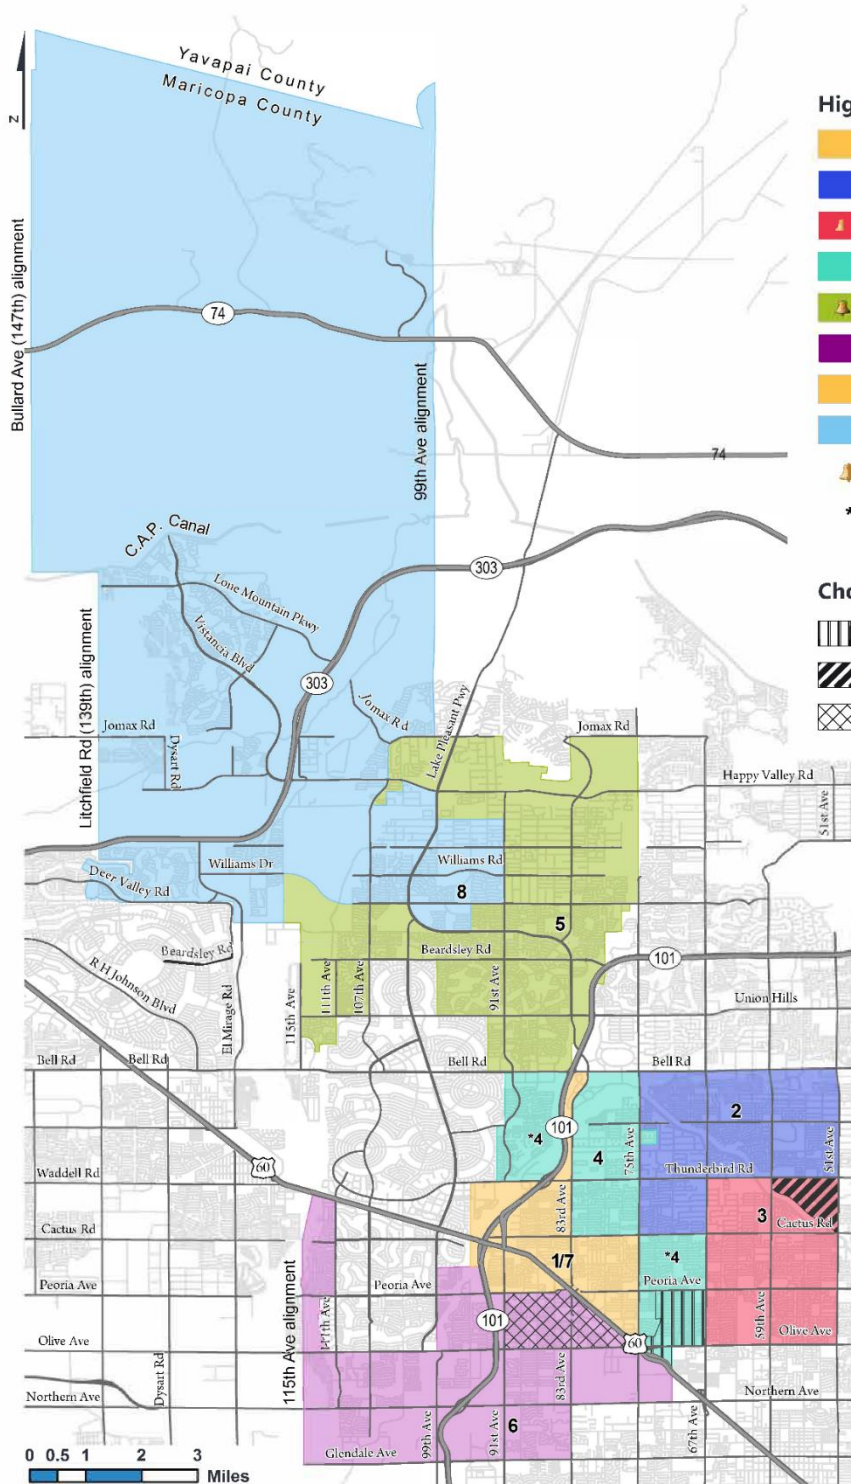 Yavapai County
Maricopa County
Z
Bullard Ave (147th) alignment
74
74
99th Ave alignment
C.A.P. Canal
Lone Mountain Pkwy
Vistancia Blvd
303
303
Litchfield Rd (139th) alignment
Jomax Rd
Dysart Rd
Jomax Rd
Lake Pleasant Pwy
Jomax Rd
Happy Valley Rd
51st Ave
Williams Dr
Williams Rd
Deer Valley Rd
8
5
Beardsley Rd
Beardsley Rd
101
R H Johnson Blvd
El Mirage Rd
115th Ave
111th Ave
107th Ave
91st Ave
Union Hills
Bell Rd
Bell Rd
Bell Rd
Bell Rd
2
*4
101
4
75th Ave
Thunderbird Rd
51st Ave
60
Waddell Rd
83rd Ave
3
Cactus Rd
Cactus Rd
1/7
*4
Peoria Ave
Peoria Ave
Peoria Ave
115th Ave alignment
111th Ave
101
60
59th Ave
Olive Ave
Olive Ave
Dysart Rd
83rd Ave
Northern Ave
Northern Ave
99th Ave
91st Ave
6
67th Ave
Glendale Ave
0 0.5 1 2 3
Miles
Hig
*
Cho